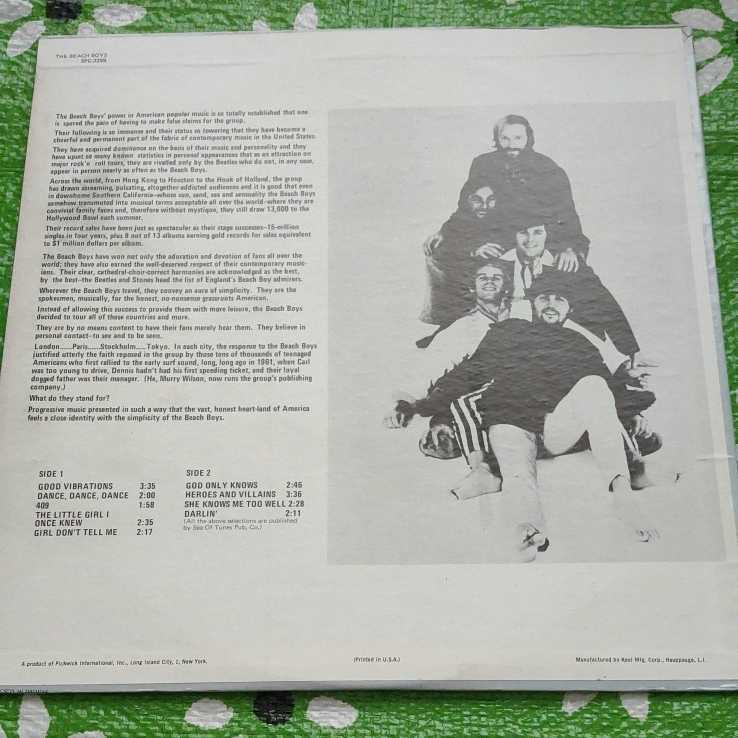 THE BEACH BOYS
SPC-3298
The Beach Boys' power in American popular music is so totally established that one
is spared the pain of having to make false claims for the group.
Their following is so immense and their status so towering that they have become a
cheerful and permanent part of the fabric of contemporary music in the United States.
They have acquired dominance on the basis of their music and personality and they
have upset so many known statistics in personal appearances that as an attraction on
major rock'n roll tours, they are rivalled only by the Beatles who do not, in any case,
appear in person nearly as often as the Beach Boys.
Across the world, from Hong Kong to Houston to the Hook of Holland, the group
has drawn screaming, pulsating, altogether addicted audiences and it is good that even
in downhome Southern California-whose sun, sand, sea and sensuality the Beach Boys
somehow transmuted into musical terms acceptable all over the world-where they are
convivial family faces and, therefore without mystique, they still draw 13,000 to the
Hollywood Bowl each summer.
Their record sales have been just as spectacular as their stage successes-16-million
singles in four years, plus 8 out of 13 albums earning gold records for sales equivalent
to $1 million dollars per album.
The Beach Boys have won not only the adoration and devotion of fans all over the
world; they have also earned the well-deserved respect of their contemporary music-
ians. Their clear, cathedral-choir-correct harmonies are acknowledged as the best,
by the best-the Beatles and Stones head the list of England's Beach Boy admirers.
Wherever the Beach Boys travel, they convey an aura of simplicity. They are the
spokesmen, musically, for the honest, no-nonsense grassroots American.
Instead of allowing this success to provide them with more leisure, the Beach Boys
decided to tour all of these countries and more.
They are by no means content to have their fans merely hear them. They believe in
personal contact-to see and to be seen.
London.....Paris.....Stockholm.....Tokyo. In each city, the response to the Beach Boys
justified utterly the faith reposed in the group by those tens of thousands of teenaged
Americans who first rallied to the early surf sound, long, long ago in 1961, when Carl
was too young to drive, Dennis hadn't had his first speeding ticket, and their loyal
dogged father was their manager. (He, Murry Wilson, now runs the group's publishing
company.)
What do they stand for?
Progressive music presented in such a way that the vast, honest heart-land of America
feels a close identity with the simplicity of the Beach Boys.
SIDE 1
GOOD VIBRATIONS 3:35
DANCE, DANCE, DANCE 2:00
409 1:58
THE LITTLE GIRL I
ONCE KNEW 2:35
GIRL DON'T TELL ME 2:17
SIDE 2
GOD ONLY KNOWS 2:46
HEROES AND VILLAINS 3:36
SHE KNOWS ME TOO WELL 2:28
DARLIN' 2:11
(All the above selections are published
by Sea Of Tunes Pub. Co.)
A product of Pickwick International, Inc., Long Island City, 1, New York.
(Printed in U.S.A.)
Manufactured by Keel Mfg. Corp., Hauppauge, L.I.